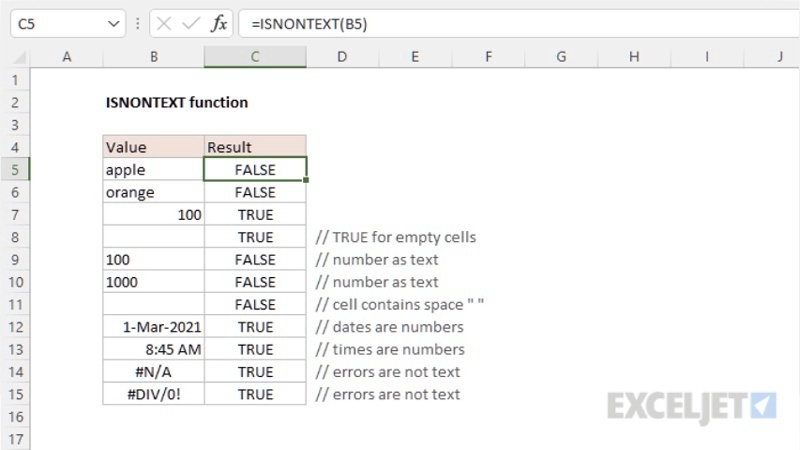 C5 fx =ISNONTEXT(B5)
A B C D E F G H I J
1
2 ISNONTEXT function
3
4 Value Result
5 apple FALSE
6 orange FALSE
7 100 TRUE
8 TRUE // TRUE for empty cells
9 100 FALSE // number as text
10 1000 FALSE // number as text
11 FALSE // cell contains space " "
12 1-Mar-2021 TRUE // dates are numbers
13 8:45 AM TRUE // times are numbers
14 #N/A TRUE // errors are not text
15 #DIV/0! TRUE // errors are not text
16
17
EXCELJET